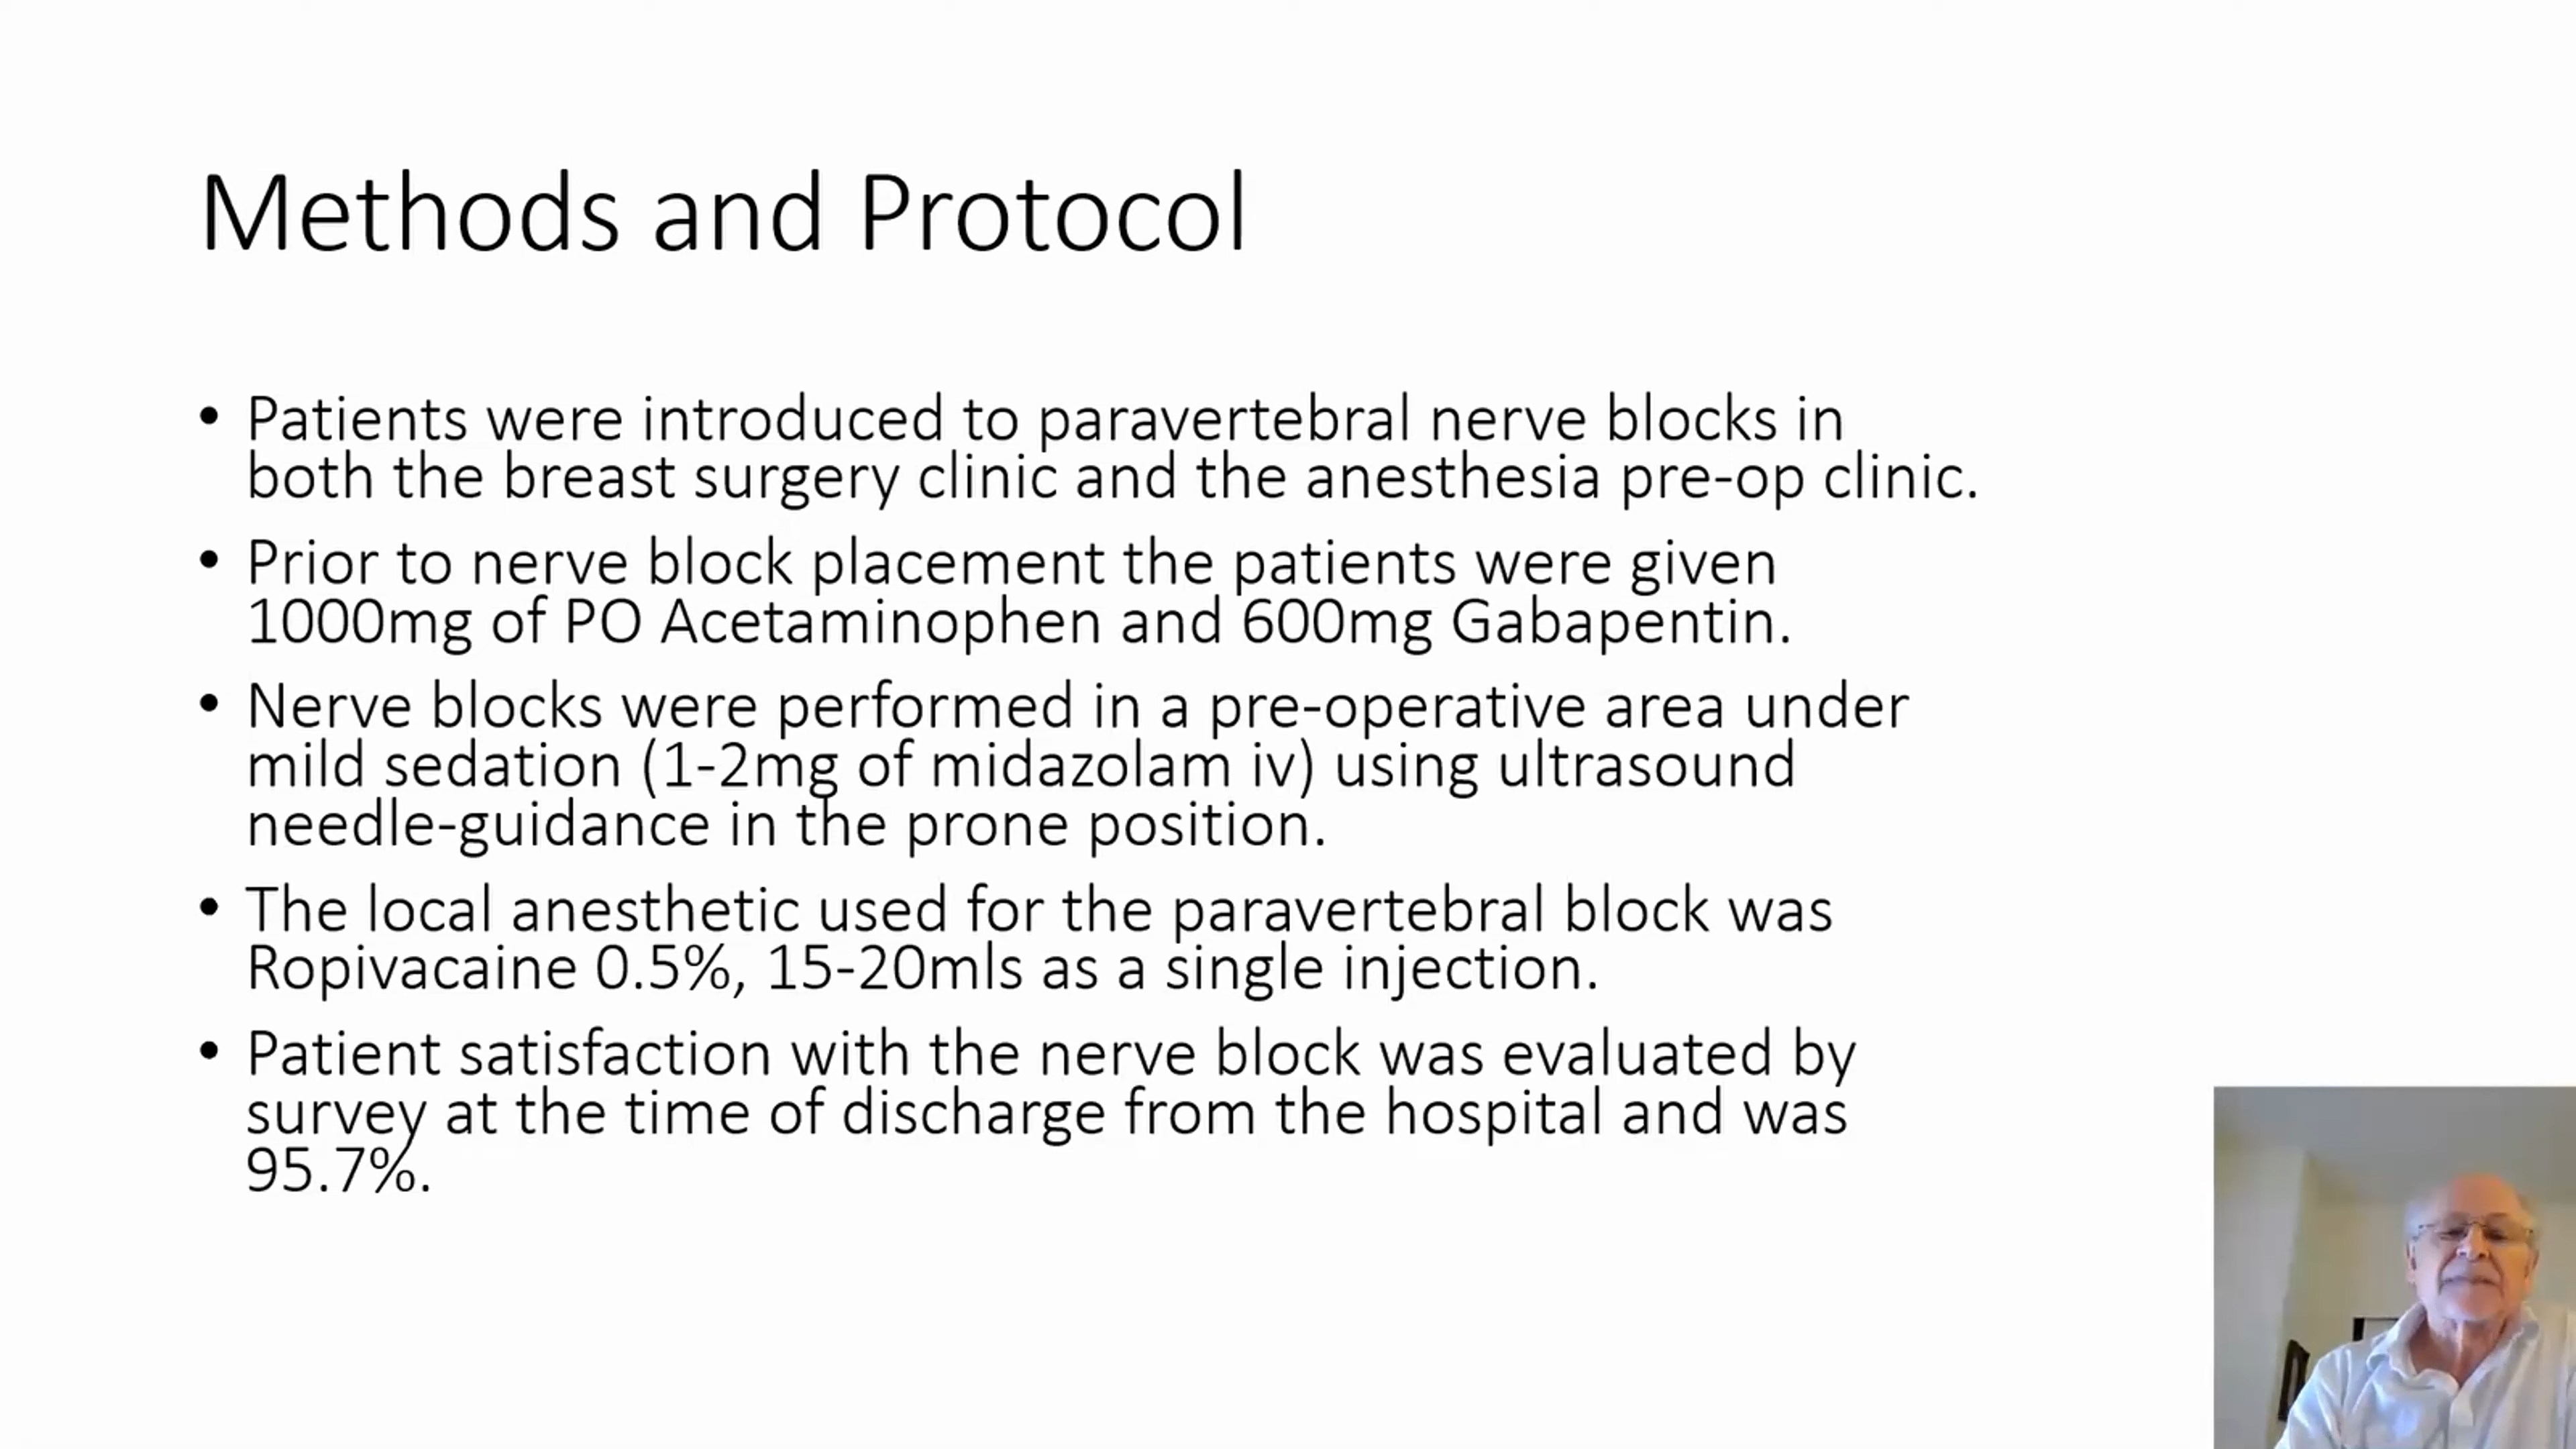 Methods and Protocol
• Patients were introduced to paravertebral nerve blocks in
both the breast surgery clinic and the anesthesia pre-op clinic.
• Prior to nerve block placement the patients were given
1000mg of PO Acetaminophen and 600mg Gabapentin.
• Nerve blocks were performed in a pre-operative area under
mild sedation (1-2mg of midazolam iv) using ultrasound
needle-guidance in the prone position.
• The local anesthetic used for the paravertebral block was
Ropivacaine 0.5%, 15-20mls as a single injection.
• Patient satisfaction with the nerve block was evaluated by
survey at the time of discharge from the hospital and was
95.7%.